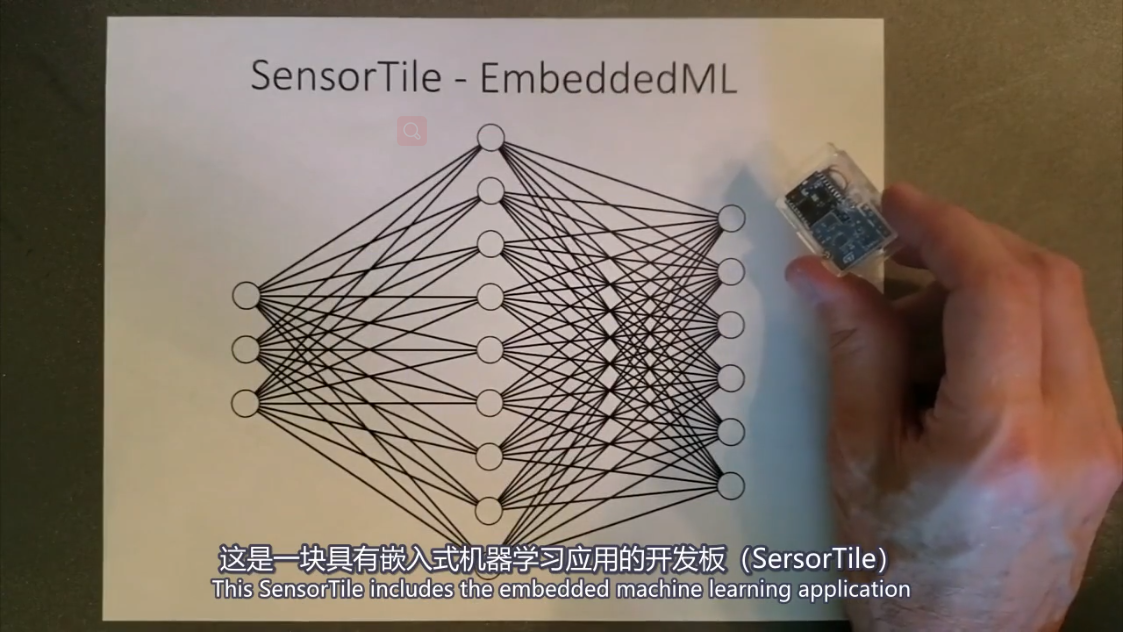 SensorTile - EmbeddedML
这是一块具有嵌入式机器学习应用的开发板（SersorTile）
This SensorTile includes the embedded machine learning application